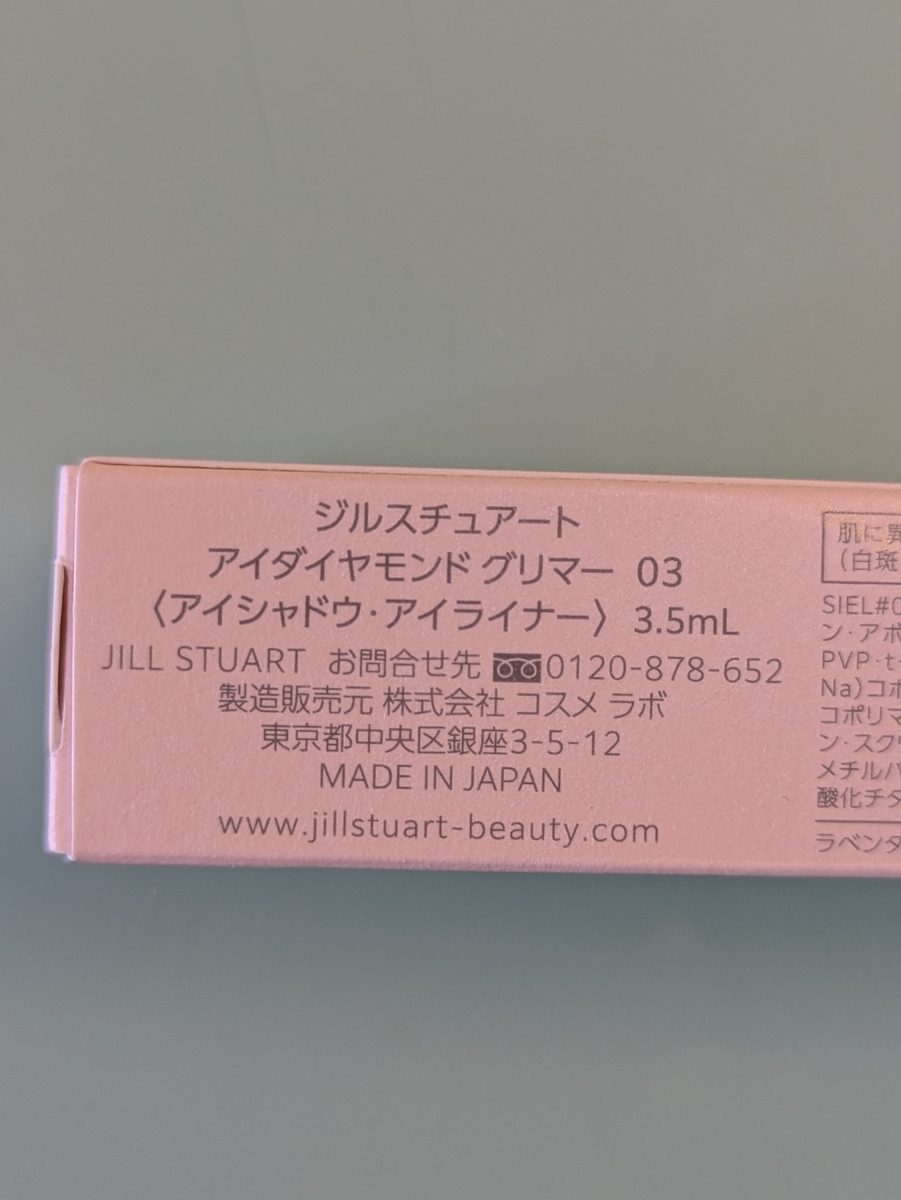 ジルスチュアート
アイダイヤモンド グリマー 03
〈アイシャドウ・アイライナー〉 3.5mL
JILL STUART お問合せ先 0120-878-652
製造販売元 株式会社 コスメ ラボ
東京都中央区銀座3-5-12
MADE IN JAPAN
www.jillstuart-beauty.com
肌に異
(白斑
SIEL#0
ン・アボ
PVP・t-
Na)コポ
コポリマ
ン・スクワ
メチルパ
酸化チタ
ラベンダ